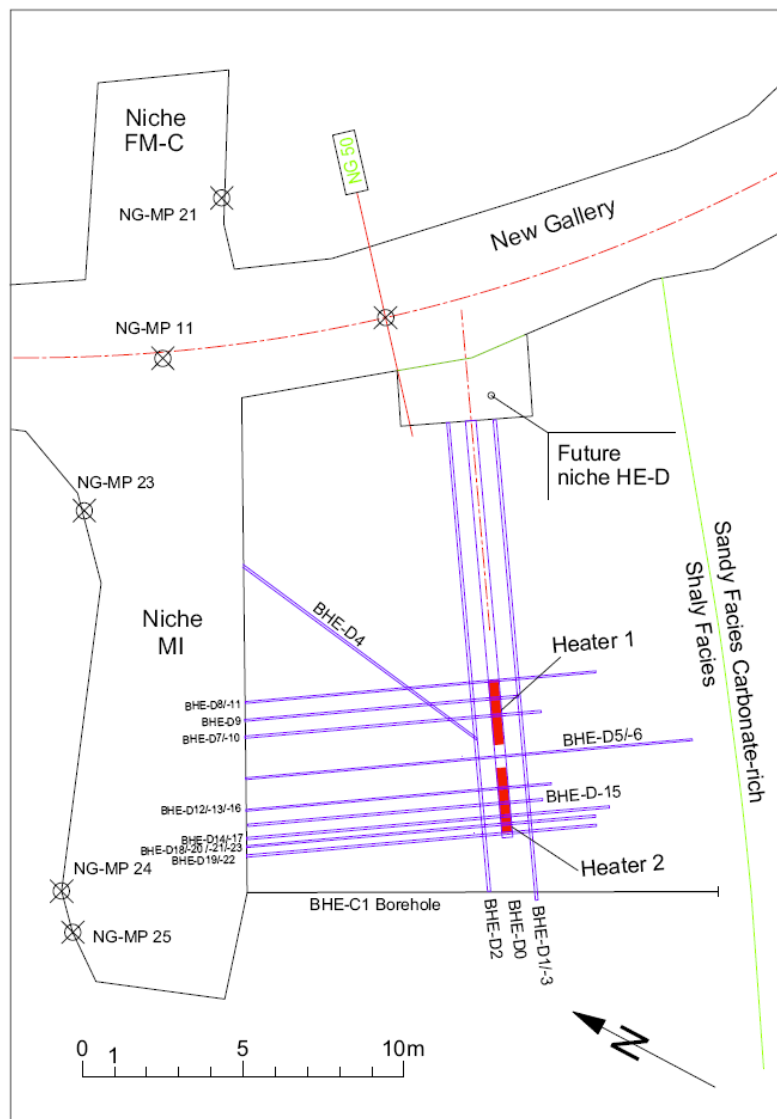 Niche
FM-C
NG 50
NG-MP 21
New Gallery
NG-MP 11
Future
niche HE-D
NG-MP 23
Sandy Facies Carbonate-rich
Shaly Facies
Niche
MI
BHE-D4
Heater 1
BHE-D8/-11
BHE-D9
BHE-D7/-10
BHE-D5/-6
BHE-D12/-13/-16
BHE-D-15
BHE-D14/-17
BHE-D18/-20 /-21/-23
BHE-D19/-22
Heater 2
NG-MP 24
BHE-C1 Borehole
NG-MP 25
BHE-D2
BHE-D0
BHE-D1/-3
N
0 1 5 10m